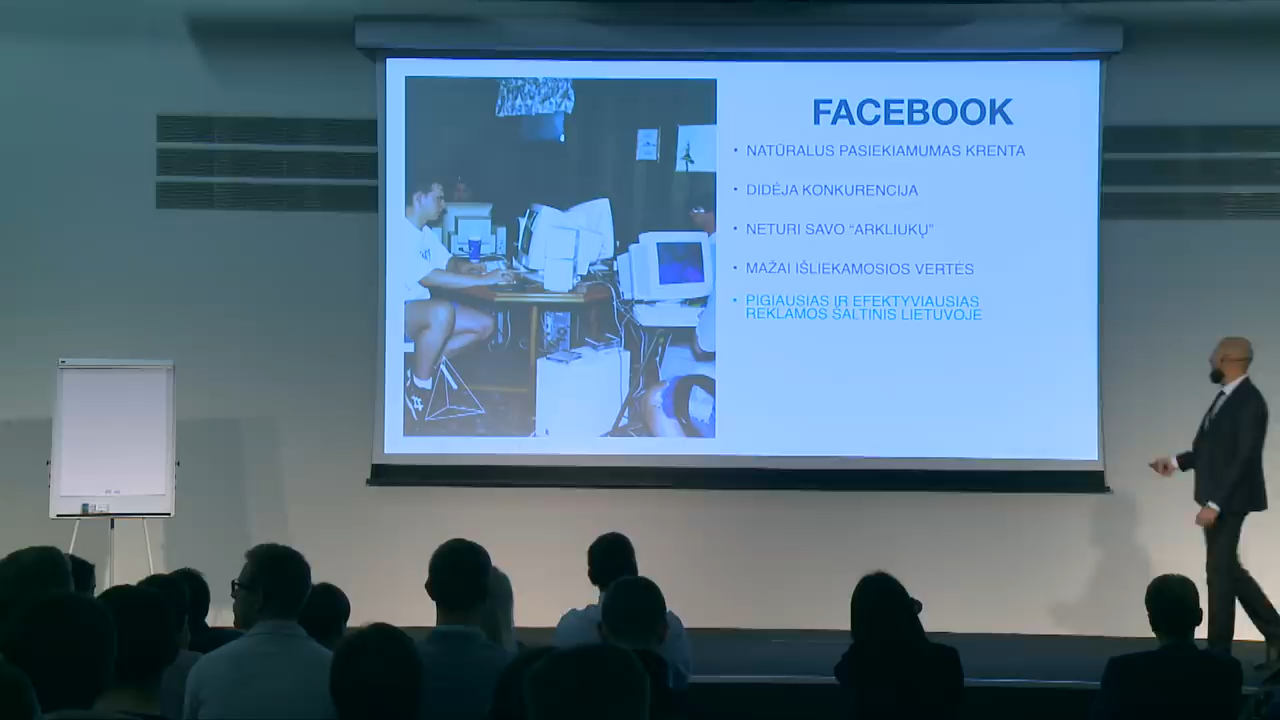 FACEBOOK
• NATŪRALUS PASIEKIAMUMAS KRENTA
• DIDĖJA KONKURENCIJA
• NETURI SAVO “ARKLIUKŲ”
• MAŽAI IŠLIEKAMOSIOS VERTĖS
• PIGIAUSIAS IR EFEKTYVIAUSIAS
REKLAMOS ŠALTINIS LIETUVOJE